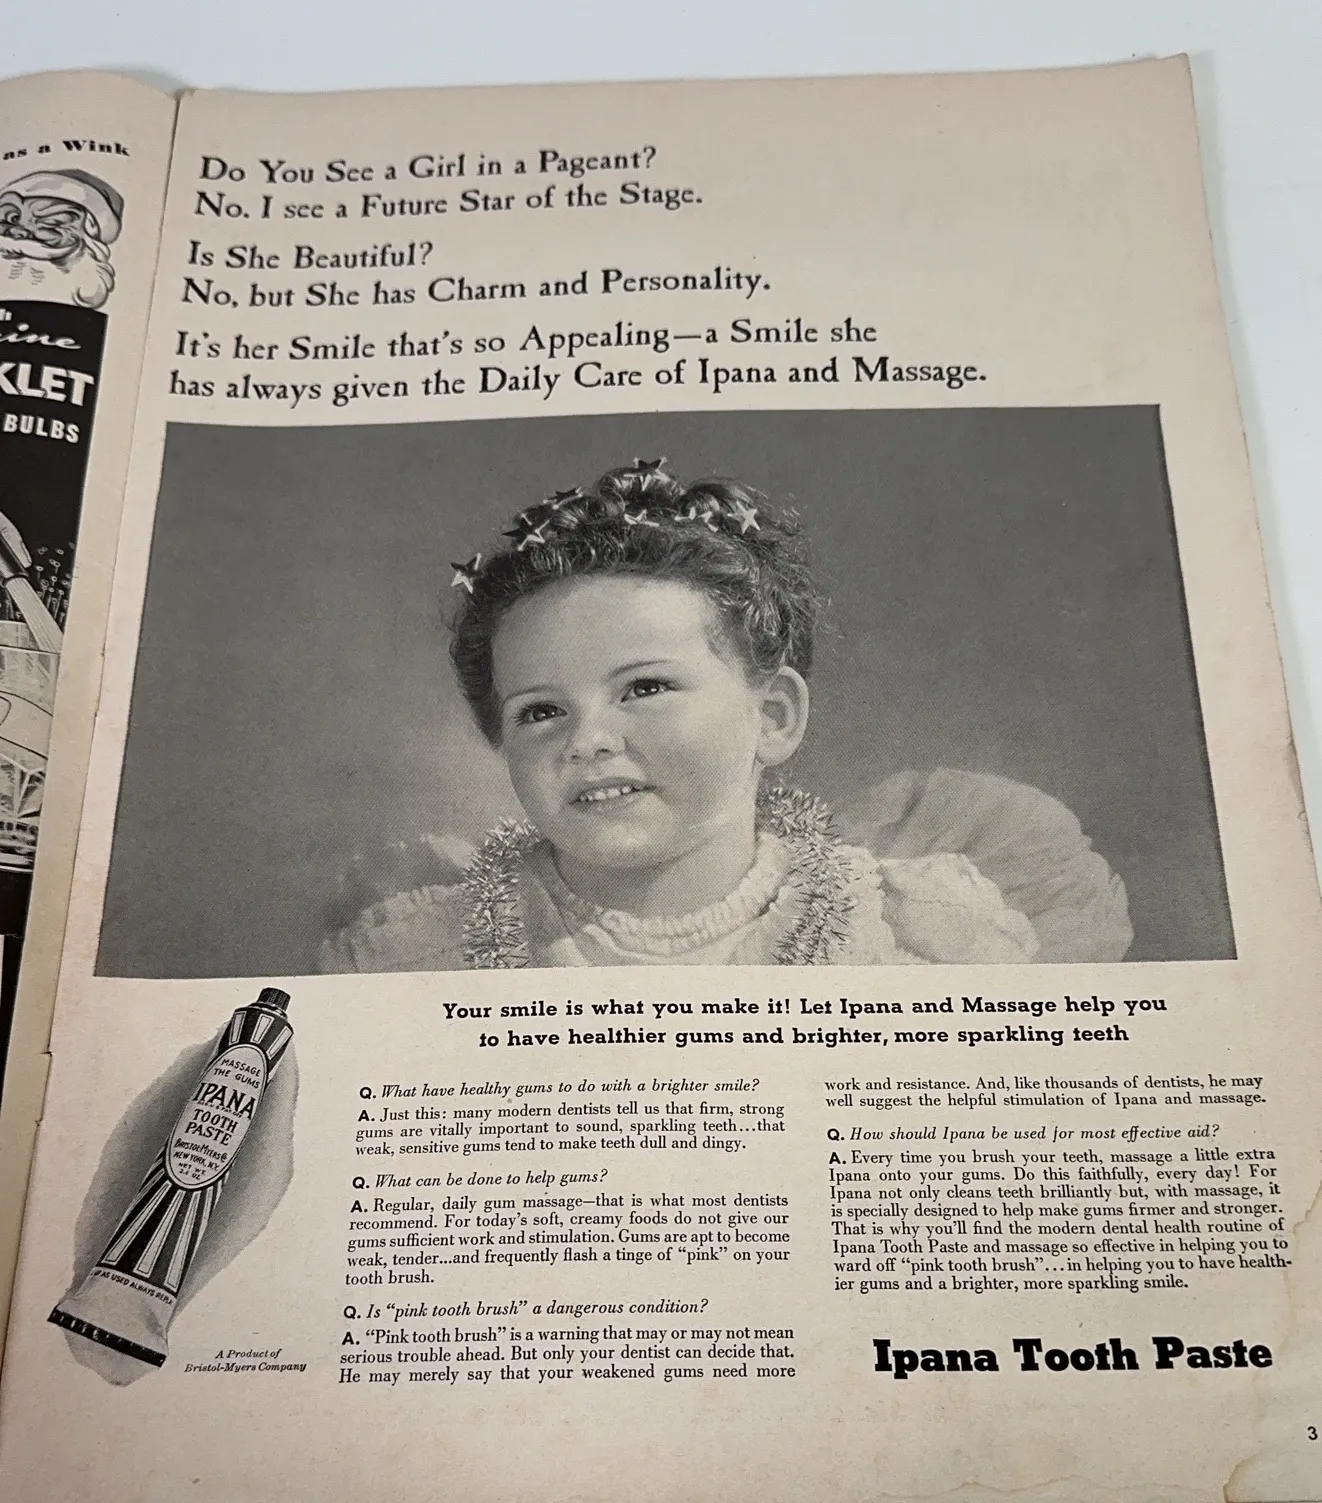 as a Wink
ine
KLET
BULBS
Do You See a Girl in a Pageant?
No. I see a Future Star of the Stage.
Is She Beautiful?
No, but She has Charm and Personality.
It's her Smile that's so Appealing—a Smile she
has always given the Daily Care of Ipana and Massage.
MASSAGE
THE GUMS
IPANA
TOOTH
PASTE
BRISTOL-MYERS Co
NEW YORK, N.Y.
NET WT.
A Product of
Bristol-Myers Company
Your smile is what you make it! Let Ipana and Massage help you
to have healthier gums and brighter, more sparkling teeth
Q. What have healthy gums to do with a brighter smile?
A. Just this: many modern dentists tell us that firm, strong
gums are vitally important to sound, sparkling teeth...that
weak, sensitive gums tend to make teeth dull and dingy.
Q. What can be done to help gums?
A. Regular, daily gum massage—that is what most dentists
recommend. For today's soft, creamy foods do not give our
gums sufficient work and stimulation. Gums are apt to become
weak, tender...and frequently flash a tinge of "pink" on your
tooth brush.
Q. Is "pink tooth brush" a dangerous condition?
A. "Pink tooth brush" is a warning that may or may not mean
serious trouble ahead. But only your dentist can decide that.
He may merely say that your weakened gums need more
work and resistance. And, like thousands of dentists, he may
well suggest the helpful stimulation of Ipana and massage.
Q. How should Ipana be used for most effective aid?
A. Every time you brush your teeth, massage a little extra
Ipana onto your gums. Do this faithfully, every day! For
Ipana not only cleans teeth brilliantly but, with massage, it
is specially designed to help make gums firmer and stronger.
That is why you'll find the modern dental health routine of
Ipana Tooth Paste and massage so effective in helping you to
ward off "pink tooth brush"...in helping you to have health-
ier gums and a brighter, more sparkling smile.
Ipana Tooth Paste
3